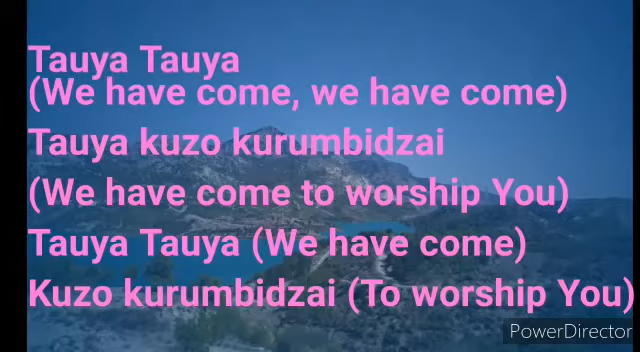 Tauya Tauya
(We have come, we have come)
Tauya kuzo kurumbidzai
(We have come to worship You)
Tauya Tauya (We have come)
Kuzo kurumbidzai (To worship You)
PowerDirector